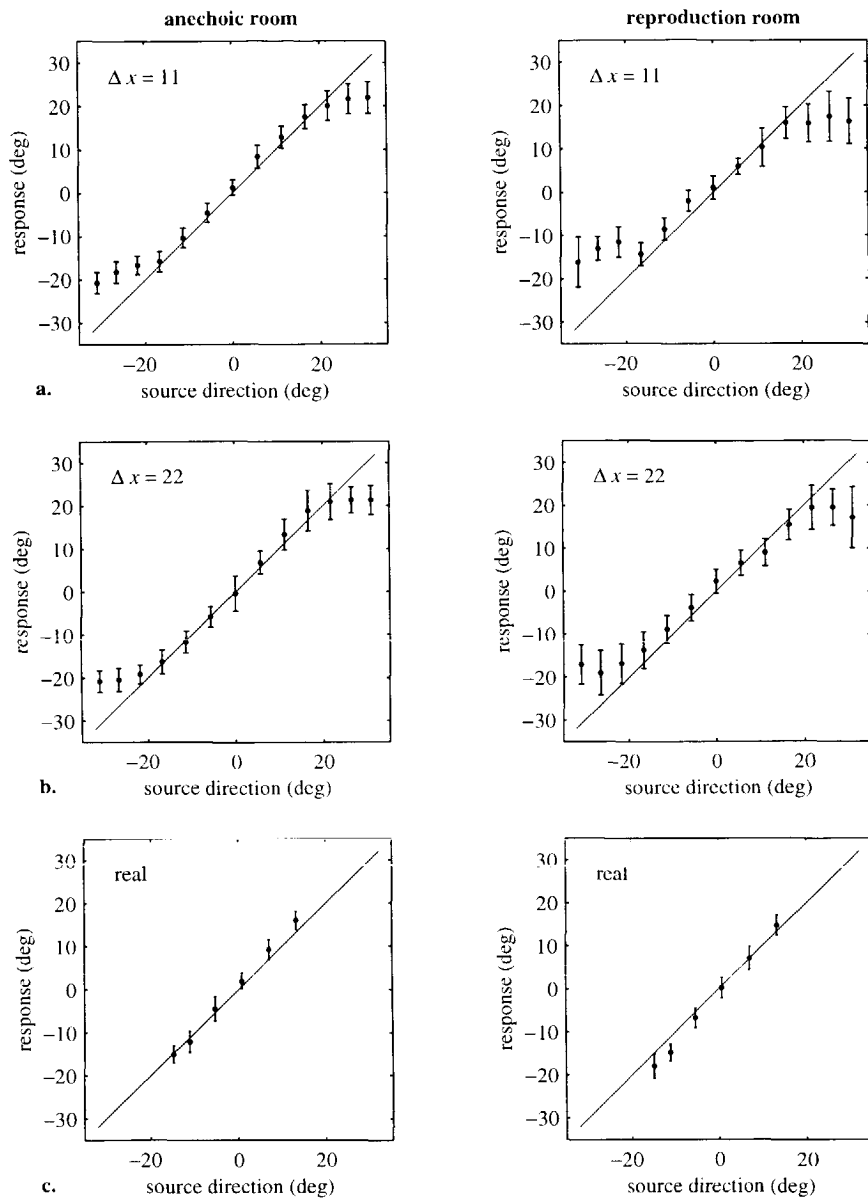 anechoic room
reproduction room
Δ x = 11
30
20
10
0
−10
−20
−30
response (deg)
−20
0
20
source direction (deg)
a.
Δ x = 11
30
20
10
0
−10
−20
−30
response (deg)
−20
0
20
source direction (deg)
Δ x = 22
30
20
10
0
−10
−20
−30
response (deg)
−20
0
20
source direction (deg)
b.
Δ x = 22
30
20
10
0
−10
−20
−30
response (deg)
−20
0
20
source direction (deg)
real
30
20
10
0
−10
−20
−30
response (deg)
−20
0
20
source direction (deg)
c.
real
30
20
10
0
−10
−20
−30
response (deg)
−20
0
20
source direction (deg)